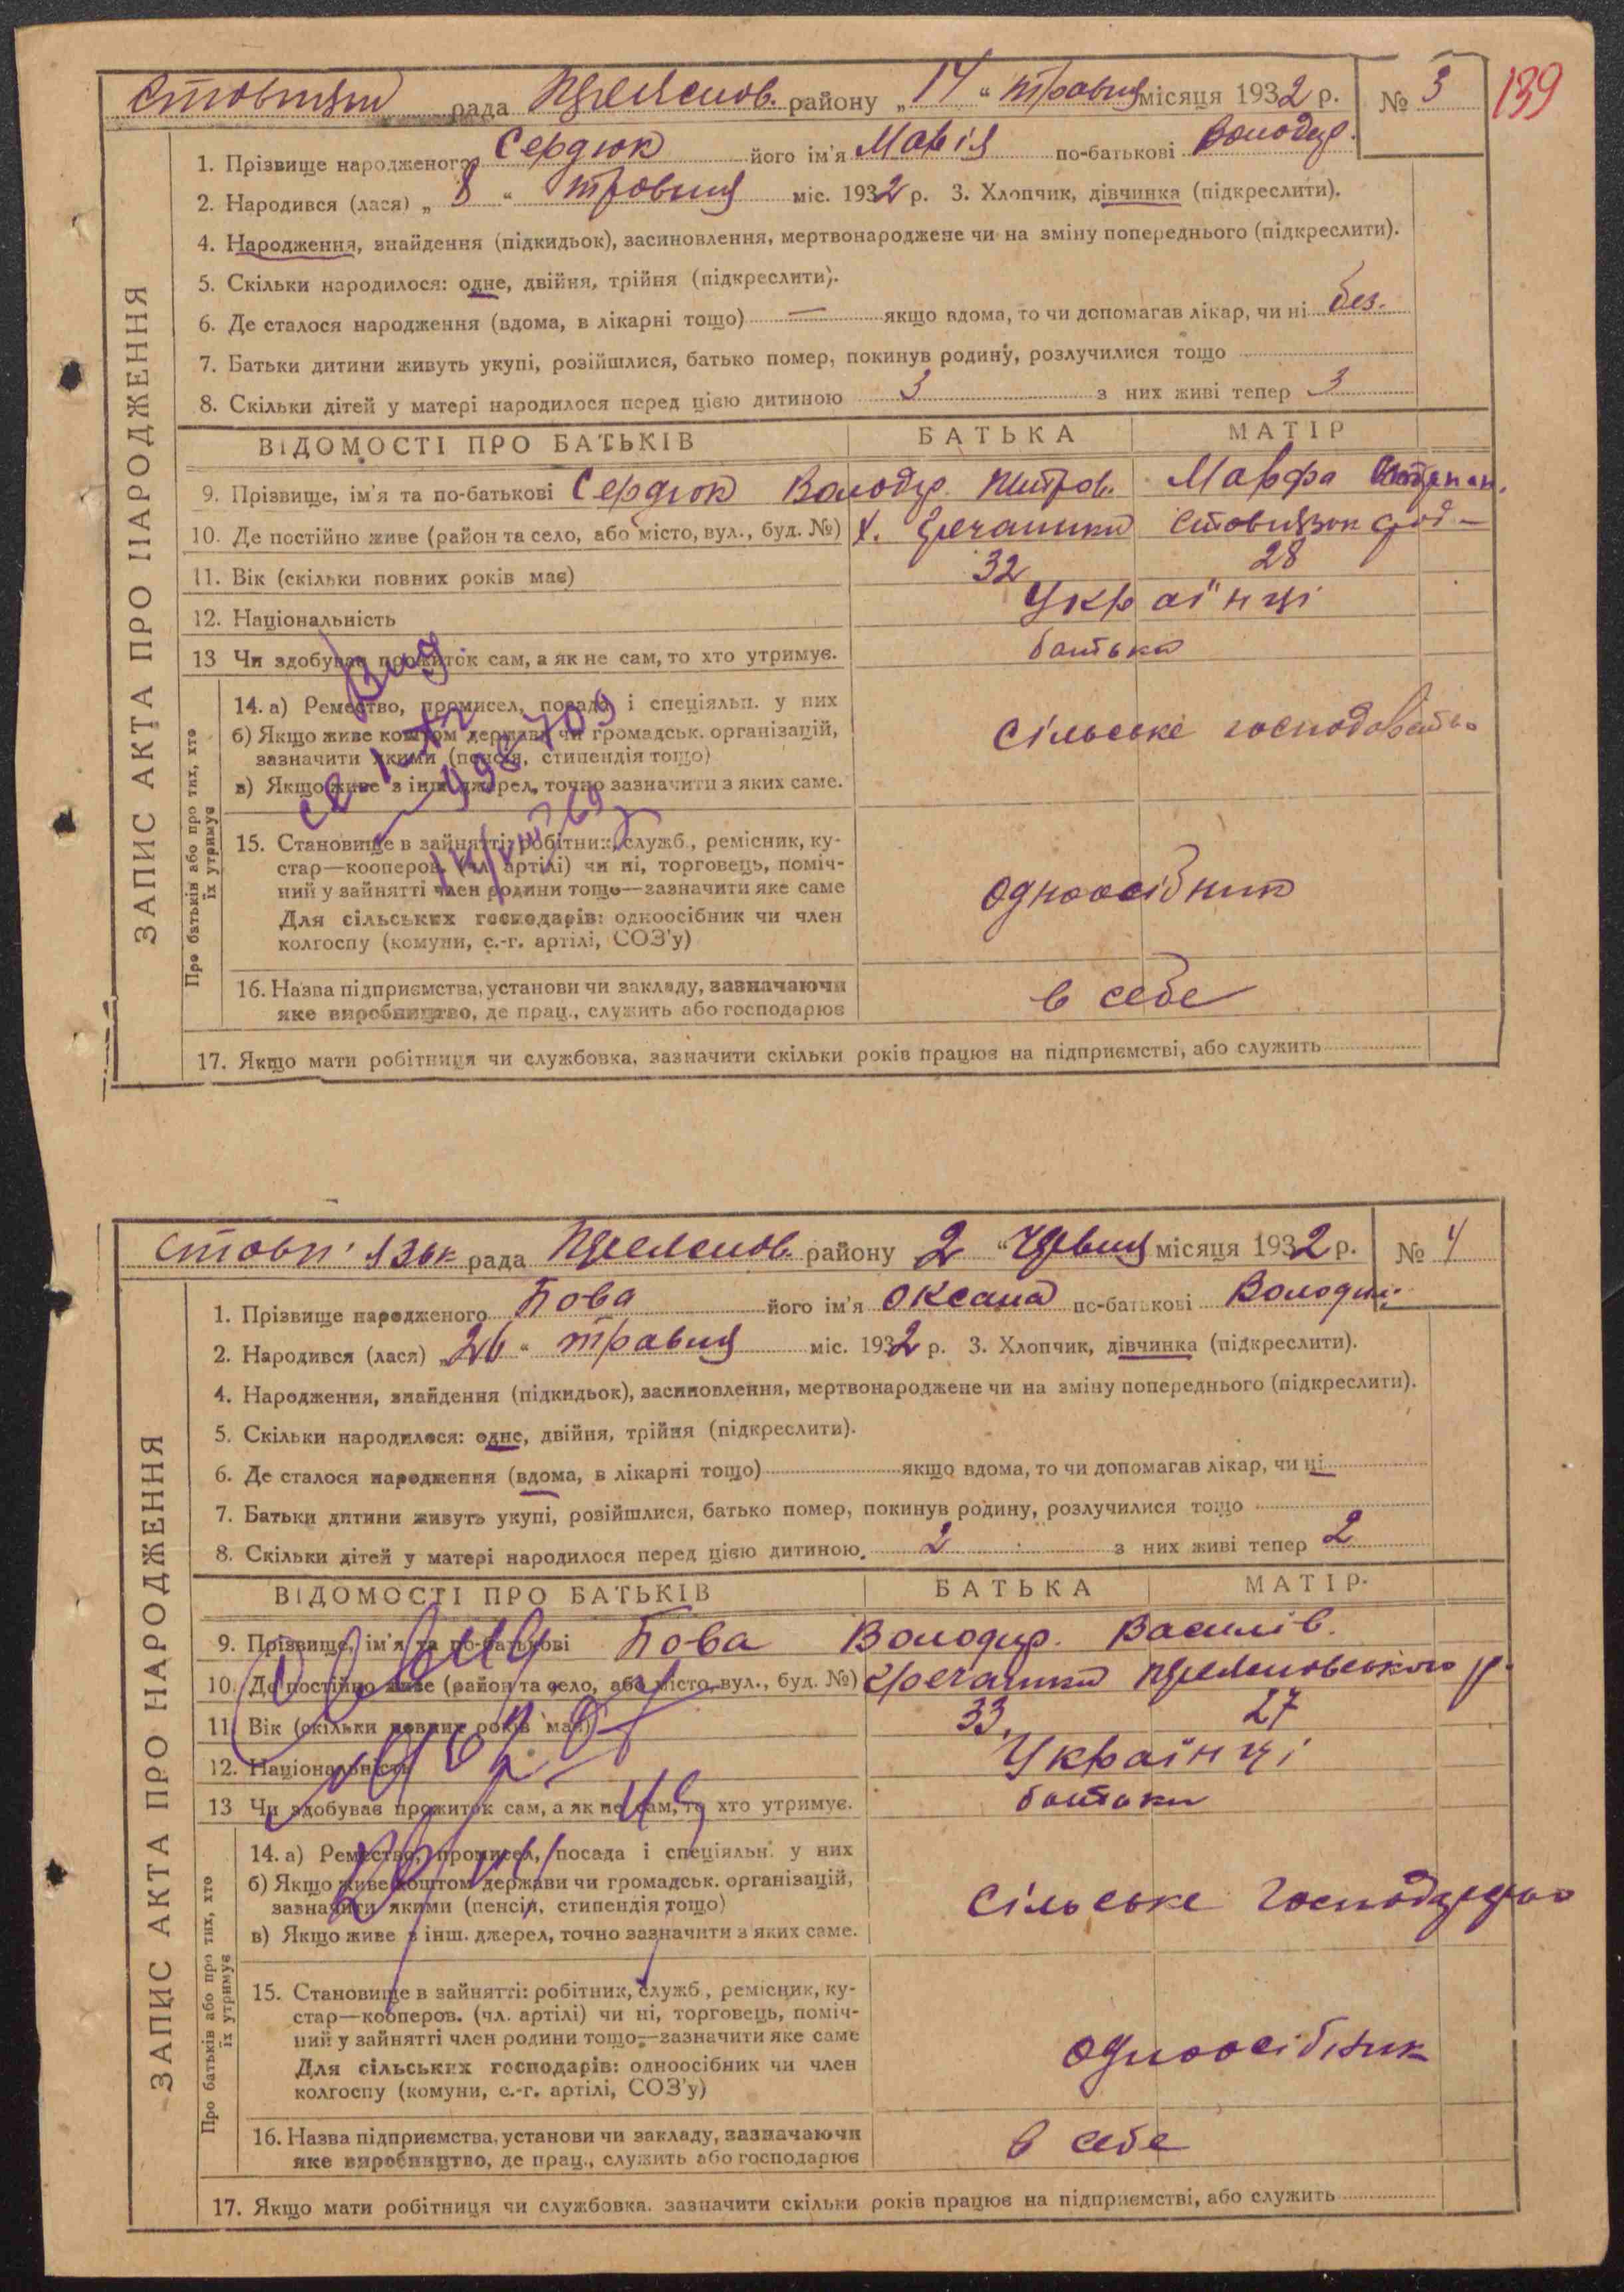 рада району „14“ травня місяця 1932 р. № 3 139
ЗАПИС АКТА ПРО НАРОДЖЕННЯ
1. Прізвище народженого Сердюк його ім'я Марія по-батькові Володир.
2. Народився (лася) „8“ травня міс. 1932 р. 3. Хлопчик, дівчинка (підкреслити).
4. Народження, знайдення (підкидьок), засиновлення, мертвонароджене чи на зміну попереднього (підкреслити).
5. Скільки народилося: одне, двійня, трійня (підкреслити).
6. Де сталося народження (вдома, в лікарні тощо) — якщо вдома, то чи допомагав лікар, чи ні без.
7. Батьки дитини живуть укупі, розійшлися, батько помер, покинув родину, розлучилися тощо
8. Скільки дітей у матері народилося перед цією дитиною 3 з них живі тепер 3
ВІДОМОСТІ ПРО БАТЬКІВ БАТЬКА МАТІР
9. Прізвище, ім'я та по-батькові Сердюк Володир. Митров. Марфа
10. Де постійно живе (район та село, або місто, вул., буд. №) х. Гречаники
11. Вік (скільки повних років має) 32 28
12. Національність Українці
13 Чи здобуває прожиток сам, а як не сам, то хто утримує. батьки
Про батьків або про тих, хто їх утримує
14. а) Ремество, промисел, посада і спеціяльн. у них
б) Якщо живе коштом держави чи громадськ. організацій,
зазначити якими (пенсія, стипендія тощо)
в) Якщо живе з інш. джерел, точно зазначити з яких саме.
сільське
15. Становище в зайнятті: робітник, служб., ремісник, ку-
стар—кооперов. (чл. артілі) чи ні, торговець, поміч-
ний у зайнятті член родини тощо—зазначити яке саме
Для сільських господарів: одноосібник чи член
колгоспу (комуни, с.-г. артілі, СОЗ'у)
одноосібник
16. Назва підприємства, установи чи закладу, зазначаючи
яке виробництво, де прац., служить або господарює
в себе
17. Якщо мати робітниця чи службовка, зазначити скільки років працює на підприємстві, або служить
рада району 2 “ червня місяця 1932 р. № 4
ЗАПИС АКТА ПРО НАРОДЖЕННЯ
1. Прізвище народженого Бова його ім'я Оксана по-батькові Володим.
2. Народився (лася) „26“ травня міс. 1932 р. 3. Хлопчик, дівчинка (підкреслити).
4. Народження, знайдення (підкидьок), засиновлення, мертвонароджене чи на зміну попереднього (підкреслити).
5. Скільки народилося: одне, двійня, трійня (підкреслити).
6. Де сталося народження (вдома, в лікарні тощо) якщо вдома, то чи допомагав лікар, чи ні
7. Батьки дитини живуть укупі, розійшлися, батько помер, покинув родину, розлучилися тощо
8. Скільки дітей у матері народилося перед цією дитиною. 2 з них живі тепер 2
ВІДОМОСТІ ПРО БАТЬКІВ БАТЬКА МАТІР
9. Прізвище, ім'я та по-батькові Бова Володир. Василів.
10. Де постійно живе (район та село, або місто, вул., буд. №) Гречаники
11. Вік (скільки повних років має) 33 27
12. Національність Українці
13 Чи здобуває прожиток сам, а як не сам, то хто утримує. батьки
Про батьків або про тих, хто їх утримує
14. а) Ремество, промисел, посада і спеціяльн. у них
б) Якщо живе коштом держави чи громадськ. організацій,
зазначити якими (пенсія, стипендія тощо)
в) Якщо живе з інш. джерел, точно зазначити з яких саме.
сільське
15. Становище в зайнятті: робітник, служб., ремісник, ку-
стар—кооперов. (чл. артілі) чи ні, торговець, поміч-
ний у зайнятті член родини тощо—зазначити яке саме
Для сільських господарів: одноосібник чи член
колгоспу (комуни, с.-г. артілі, СОЗ'у)
одноосібник
16. Назва підприємства, установи чи закладу, зазначаючи
яке виробництво, де прац., служить або господарює
в себе
17. Якщо мати робітниця чи службовка, зазначити скільки років працює на підприємстві, або служить